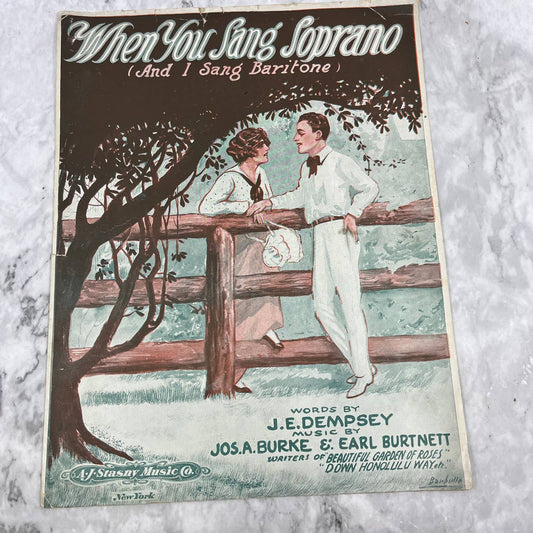 When You Sang Soprano
(And I Sang Baritone)
WORDS BY
J.E. DEMPSEY
MUSIC BY
JOS. A. BURKE & EARL BURTNETT
WRITERS OF "BEAUTIFUL GARDEN OF ROSES"
"DOWN HONOLULU WAY etc."
A·J·Stasny Music Co.
New York